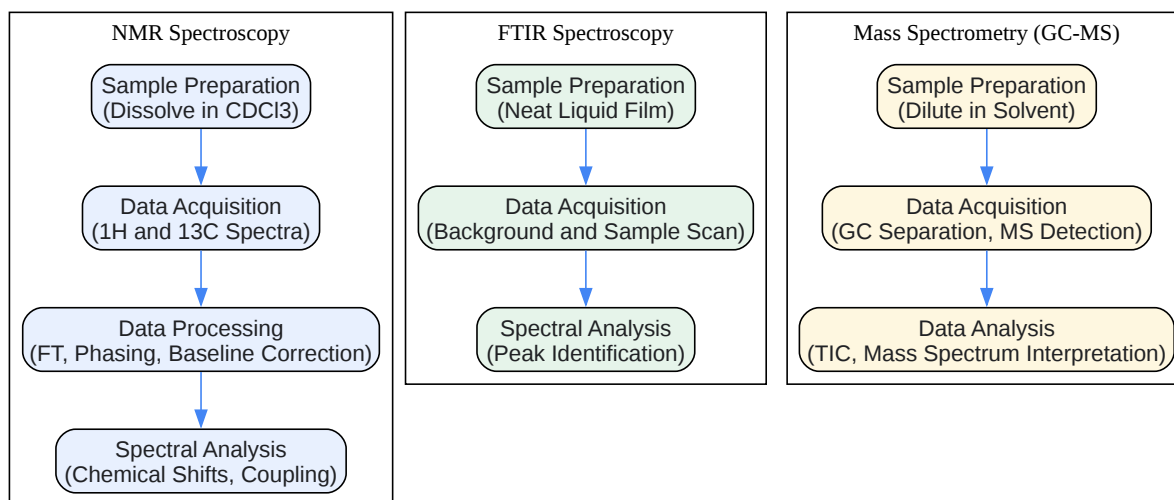 NMR Spectroscopy
Sample Preparation
(Dissolve in CDCl3)
Data Acquisition
(1H and 13C Spectra)
Data Processing
(FT, Phasing, Baseline Correction)
Spectral Analysis
(Chemical Shifts, Coupling)
FTIR Spectroscopy
Sample Preparation
(Neat Liquid Film)
Data Acquisition
(Background and Sample Scan)
Spectral Analysis
(Peak Identification)
Mass Spectrometry (GC-MS)
Sample Preparation
(Dilute in Solvent)
Data Acquisition
(GC Separation, MS Detection)
Data Analysis
(TIC, Mass Spectrum Interpretation)